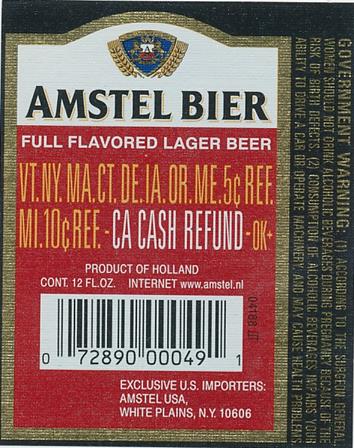 AMSTEL BIER
FULL FLAVORED LAGER BEER
VT.NY.MA.CT.DE.IA.OR.ME.5¢ REF.
MI.10¢REF.-CA CASH REFUND-OK+
PRODUCT OF HOLLAND
CONT. 12 FL.OZ. INTERNET www.amstel.nl
0 72890 00049 1
EXCLUSIVE U.S. IMPORTERS:
AMSTEL USA,
WHITE PLAINS, N.Y. 10606
GOVERNMENT WARNING: (1) ACCORDING TO THE SURGEON GENERAL,
WOMEN SHOULD NOT DRINK ALCOHOLIC BEVERAGES DURING PREGNANCY BECAUSE OF THE
RISK OF BIRTH DEFECTS. (2) CONSUMPTION OF ALCOHOLIC BEVERAGES IMPAIRS YOUR
ABILITY TO DRIVE A CAR OR OPERATE MACHINERY, AND MAY CAUSE HEALTH PROBLEMS.